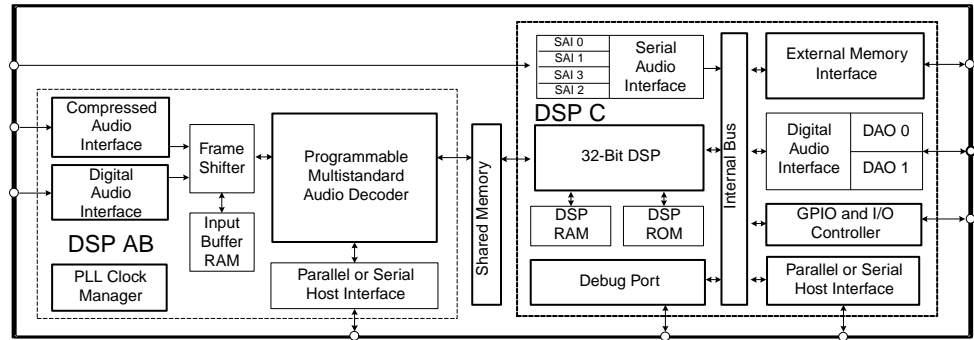 Compressed
Audio
Interface
Digital
Audio
Interface
DSP AB
PLL Clock
Manager
Frame
Shifter
Input
Buffer
RAM
Programmable
Multistandard
Audio Decoder
Parallel or Serial
Host Interface
Shared Memory
SAI 0
SAI 1
SAI 3
SAI 2
Serial
Audio
Interface
DSP C
32-Bit DSP
DSP
RAM
DSP
ROM
Debug Port
Internal Bus
External Memory
Interface
Digital
Audio
Interface
DAO 0
DAO 1
GPIO and I/O
Controller
Parallel or Serial
Host Interface